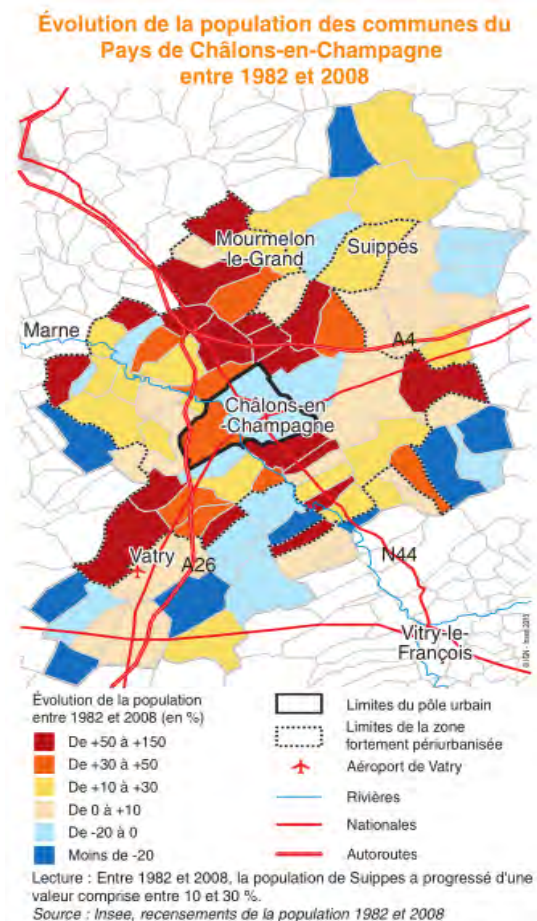 Évolution de la population des communes du
Pays de Châlons-en-Champagne
entre 1982 et 2008
Mourmelon
-le-Grand
Suippes
Marne
A4
Châlons-en
-Champagne
Vatry
A26
N44
Vitry-le-
François
Évolution de la population
entre 1982 et 2008 (en %)
De +50 à +150
De +30 à +50
De +10 à +30
De 0 à +10
De -20 à 0
Moins de -20
Limites du pôle urbain
Limites de la zone
fortement périurbanisée
Aéroport de Vatry
Rivières
Nationales
Autoroutes
Lecture : Entre 1982 et 2008, la population de Suippes a progressé d'une
valeur comprise entre 10 et 30 %.
Source : Insee, recensements de la population 1982 et 2008